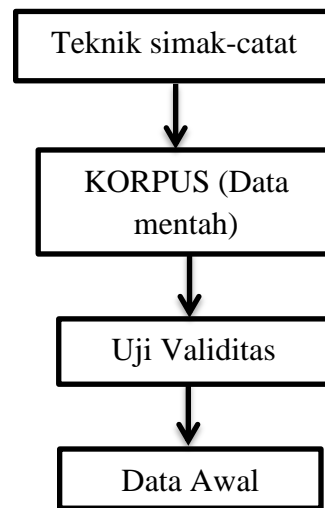 Teknik simak-catat
KORPUS (Data
mentah)
Uji Validitas
Data Awal